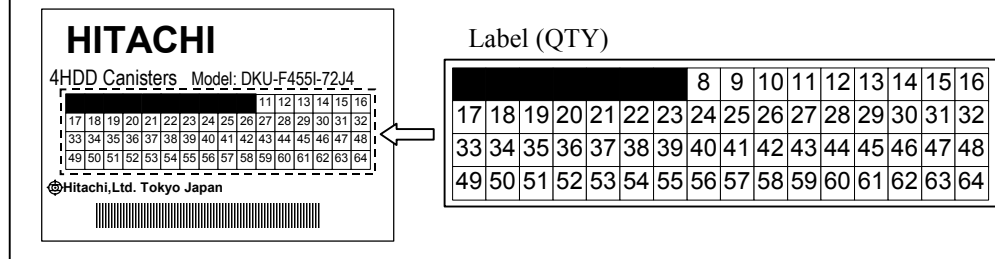 HITACHI
4HDD Canisters Model: DKU-F455I-72J4
11 12 13 14 15 16
17 18 19 20 21 22 23 24 25 26 27 28 29 30 31 32
33 34 35 36 37 38 39 40 41 42 43 44 45 46 47 48
49 50 51 52 53 54 55 56 57 58 59 60 61 62 63 64
Hitachi,Ltd. Tokyo Japan
Label (QTY)
8 9 10 11 12 13 14 15 16
17 18 19 20 21 22 23 24 25 26 27 28 29 30 31 32
33 34 35 36 37 38 39 40 41 42 43 44 45 46 47 48
49 50 51 52 53 54 55 56 57 58 59 60 61 62 63 64